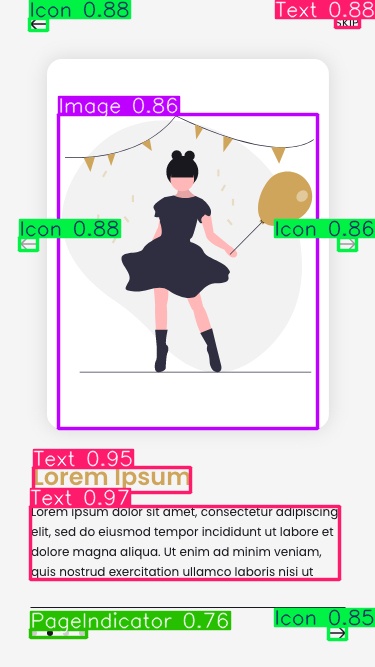 Icon 0.88
Text 0.88
SKIP
Image 0.86
Icon 0.88
Icon 0.86
Text 0.95
Lorem Ipsum
Text 0.97
Lorem ipsum dolor sit amet, consectetur adipiscing
elit, sed do eiusmod tempor incididunt ut labore et
dolore magna aliqua. Ut enim ad minim veniam,
quis nostrud exercitation ullamco laboris nisi ut
PageIndicator 0.76
Icon 0.85